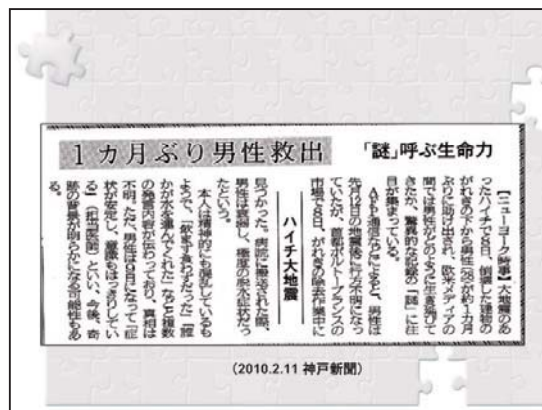 1カ月ぶり男性救出
「謎」呼ぶ生命力
【ニューヨーク時事】大地震のあ
ったハイチで8日、倒壊した建物の
がれきの下から男性(28)が約1カ月
ぶりに助け出され、欧米メディアの
間では男性がどのように生き延びて
きたか、驚異的な記録の「謎」に注
目が集まっている。
AFP通信などによると、男性は
先月12日の地震後に行方不明になっ
ていたが、首都ポルトープランスの
市場で8日、がれきの除去作業中に
ハイチ大地震
見つかった。病院に搬送された際、
男性は衰弱し、極度の脱水症状だっ
たという。
本人は精神的にも混乱しているも
ようで、「飲まず食わずだった」「誰
かが水を運んでくれた」などと複数
の発言内容が伝わっており、真相は
不明。ただ、男性は9日になって「症
状が安定し、意識もはっきりしてい
る」(担当医師)といい、今後、奇
跡の背景が明らかになる可能性もあ
る。
(2010.2.11 神戸新聞)